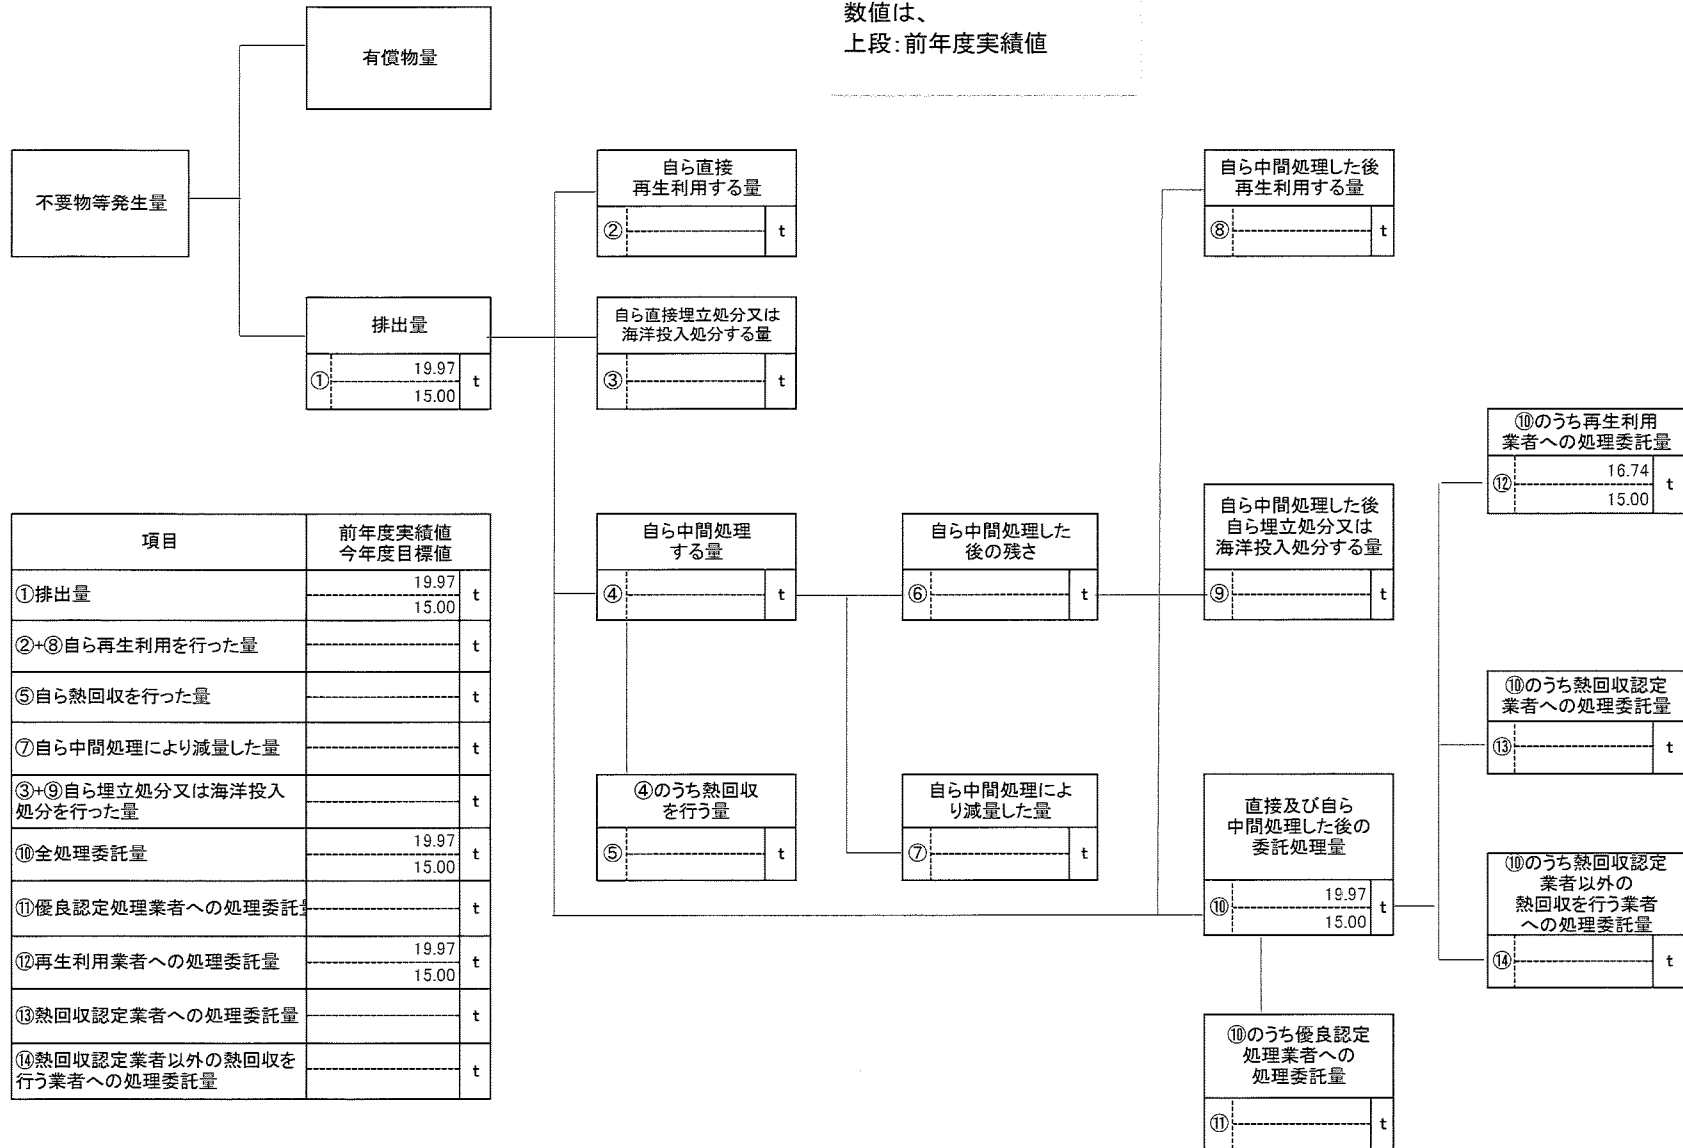 数値は、
上段:前年度実績値
有償物量
不要物等発生量
排出量
① 19.97 t
15.00
自ら直接
再生利用する量
② t
自ら直接埋立処分又は
海洋投入処分する量
③ t
自ら中間処理
する量
④ t
④のうち熱回収
を行う量
⑤ t
自ら中間処理した
後の残さ
⑥ t
自ら中間処理によ
り減量した量
⑦ t
自ら中間処理した後
再生利用する量
⑧ t
自ら中間処理した後
自ら埋立処分又は
海洋投入処分する量
⑨ t
直接及び自ら
中間処理した後の
委託処理量
⑩ 19.97 t
15.00
⑩のうち優良認定
処理業者への
処理委託量
⑪ t
⑩のうち再生利用
業者への処理委託量
⑫ 16.74 t
15.00
⑩のうち熱回収認定
業者への処理委託量
⑬ t
⑩のうち熱回収認定
業者以外の
熱回収を行う業者
への処理委託量
⑭ t
項目 前年度実績値
今年度目標値
①排出量 19.97 t
15.00
②+⑧自ら再生利用を行った量 t
⑤自ら熱回収を行った量 t
⑦自ら中間処理により減量した量 t
③+⑨自ら埋立処分又は海洋投入
処分を行った量 t
⑩全処理委託量 19.97 t
15.00
⑪優良認定処理業者への処理委託 t
⑫再生利用業者への処理委託量 19.97 t
15.00
⑬熱回収認定業者への処理委託量 t
⑭熱回収認定業者以外の熱回収を
行う業者への処理委託量 t